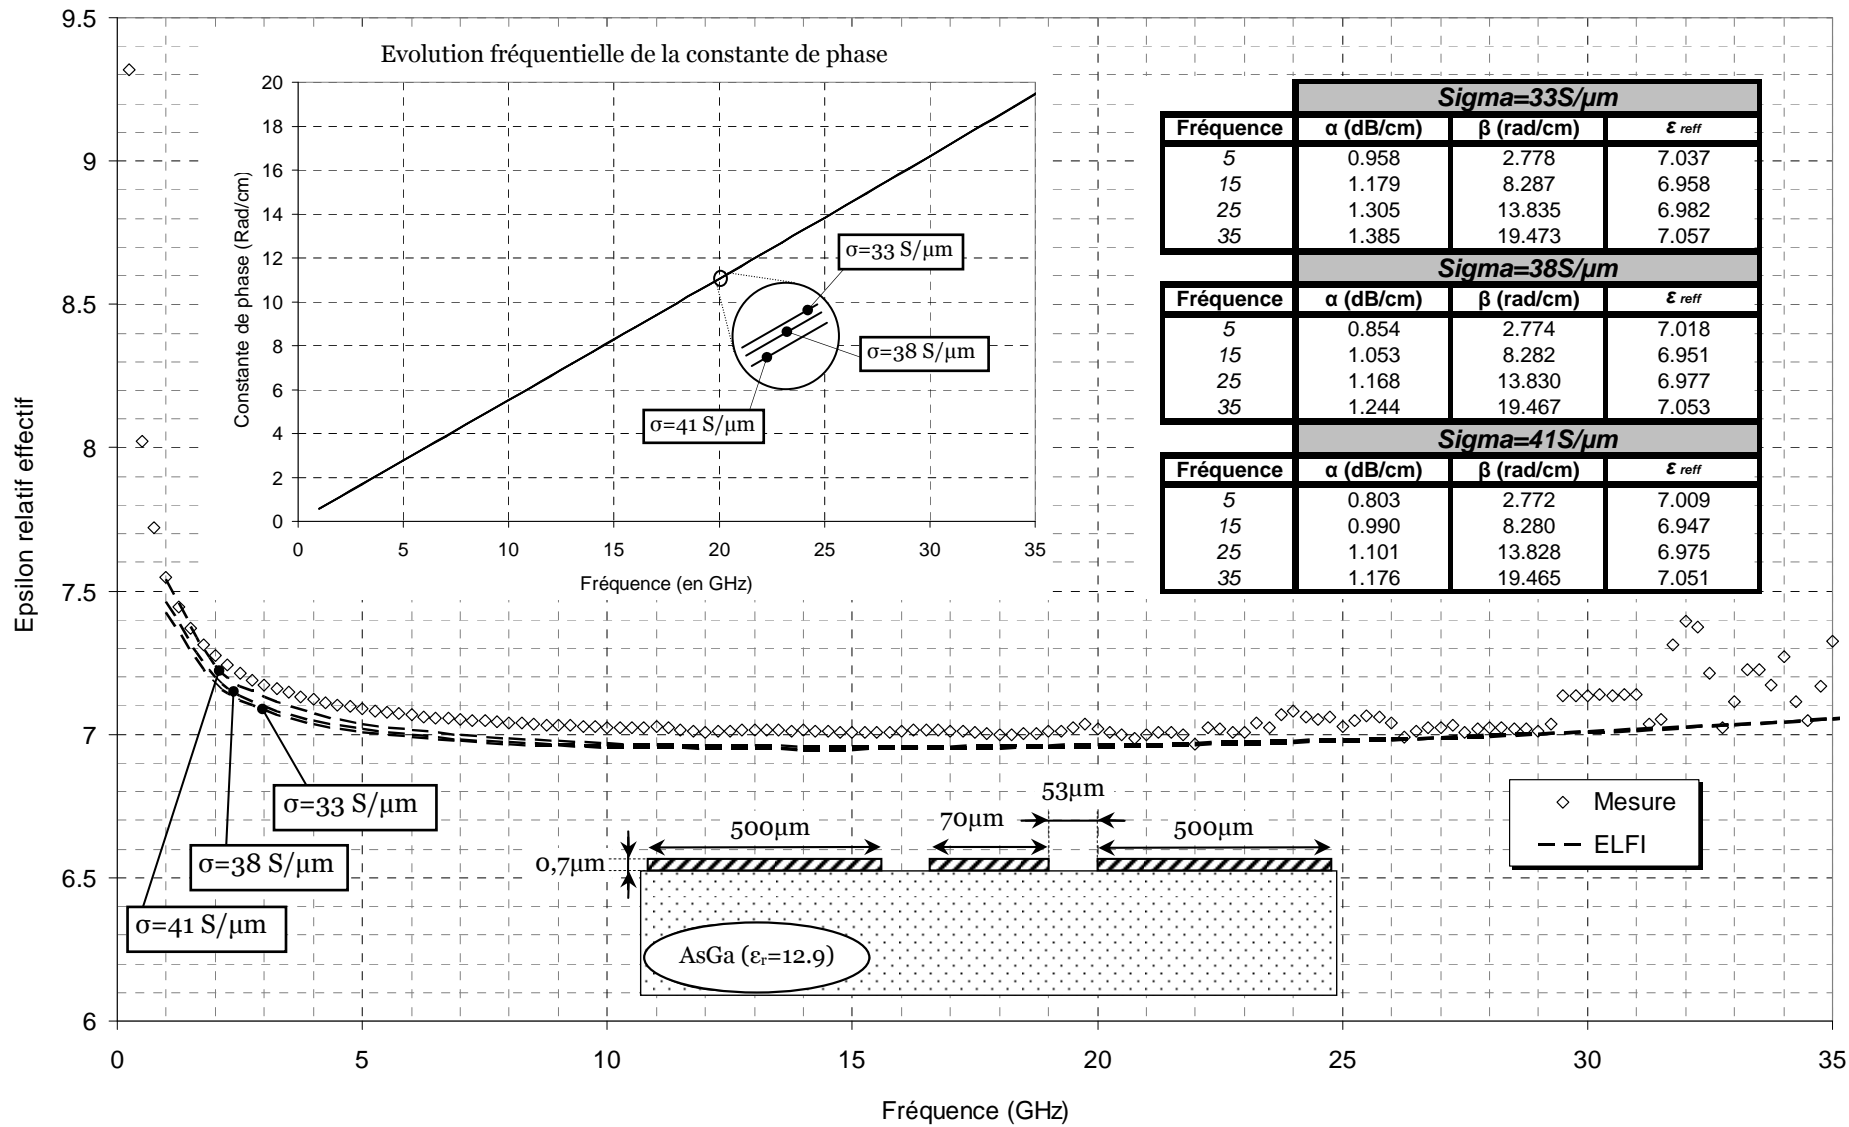 Evolution fréquentielle de la constante de phase
Constante de phase (Rad/cm)
20
18
16
14
12
10
8
6
4
2
0
0 5 10 15 20 25 30 35
Fréquence (en GHz)
σ=33 S/µm
σ=38 S/µm
σ=41 S/µm
Sigma=33S/µm
Fréquence α (dB/cm) β (rad/cm) ε reff
5 0.958 2.778 7.037
15 1.179 8.287 6.958
25 1.305 13.835 6.982
35 1.385 19.473 7.057
Sigma=38S/µm
Fréquence α (dB/cm) β (rad/cm) ε reff
5 0.854 2.774 7.018
15 1.053 8.282 6.951
25 1.168 13.830 6.977
35 1.244 19.467 7.053
Sigma=41S/µm
Fréquence α (dB/cm) β (rad/cm) ε reff
5 0.803 2.772 7.009
15 0.990 8.280 6.947
25 1.101 13.828 6.975
35 1.176 19.465 7.051
Epsilon relatif effectif
9.5
9
8.5
8
7.5
7
6.5
6
σ=33 S/µm
σ=38 S/µm
σ=41 S/µm
53µm
500µm 70µm 500µm
0,7µm
AsGa (εr=12.9)
Mesure
ELFI
0 5 10 15 20 25 30 35
Fréquence (GHz)